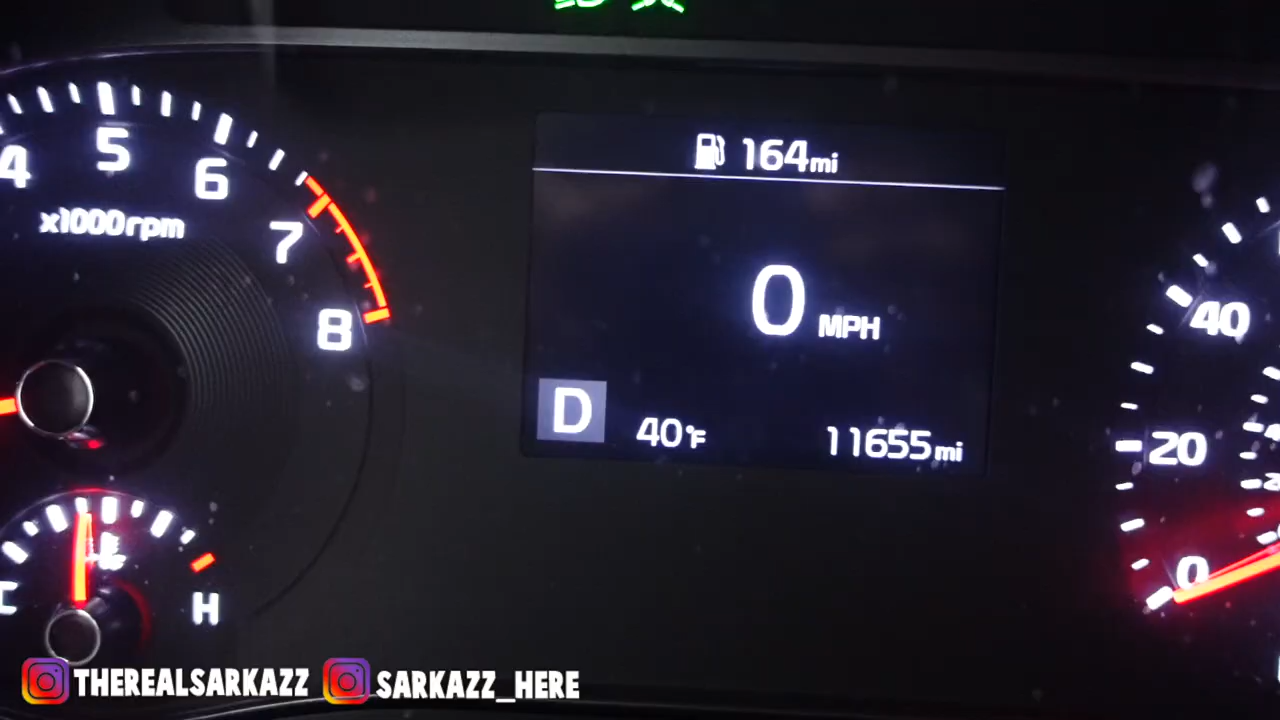 164mi
4 5 6 7 8
x1000rpm
0 MPH
D 40°F 11655mi
H
40
20
0
THEREALSARKAZZ SARKAZZ_HERE